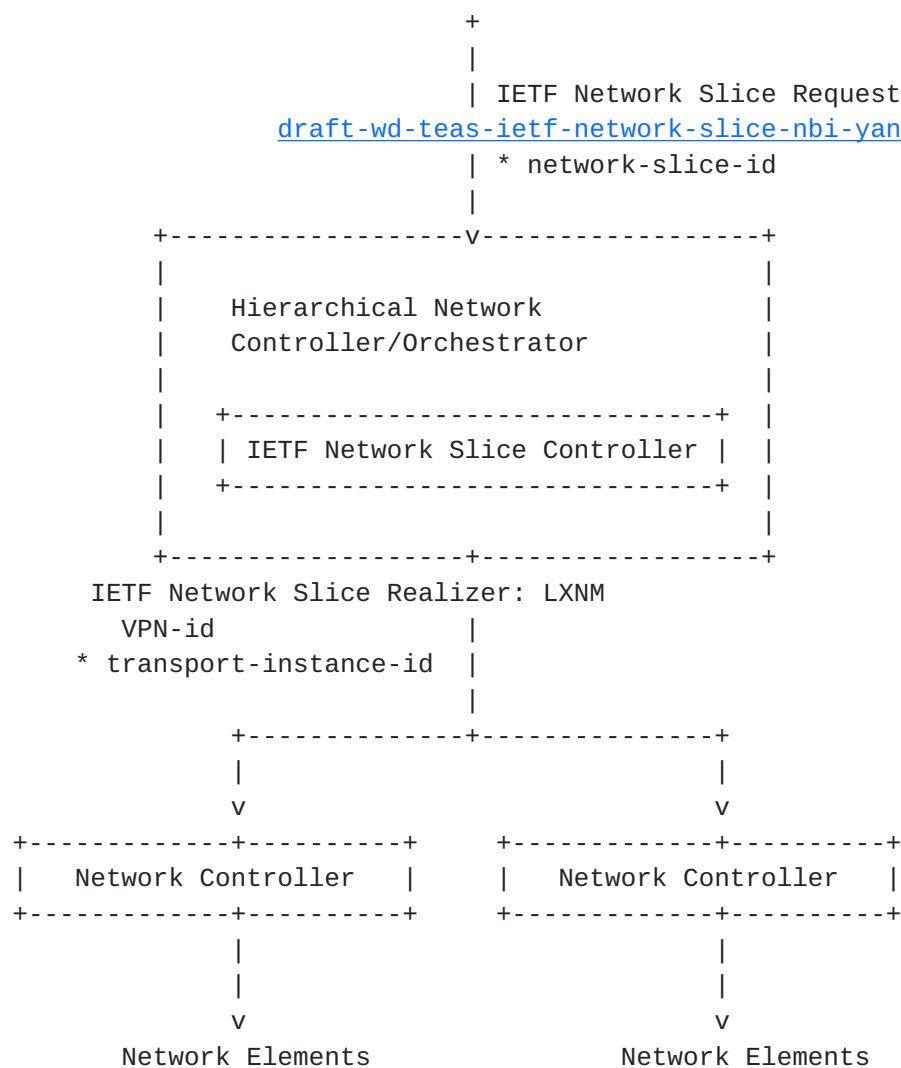 IETF Network Slice Request
draft-wd-teas-ietf-network-slice-nbi-yan
* network-slice-id
Hierarchical Network
Controller/Orchestrator
IETF Network Slice Controller
IETF Network Slice Realizer: LXNM
VPN-id
* transport-instance-id
Network Controller Network Controller
Network Elements Network Elements